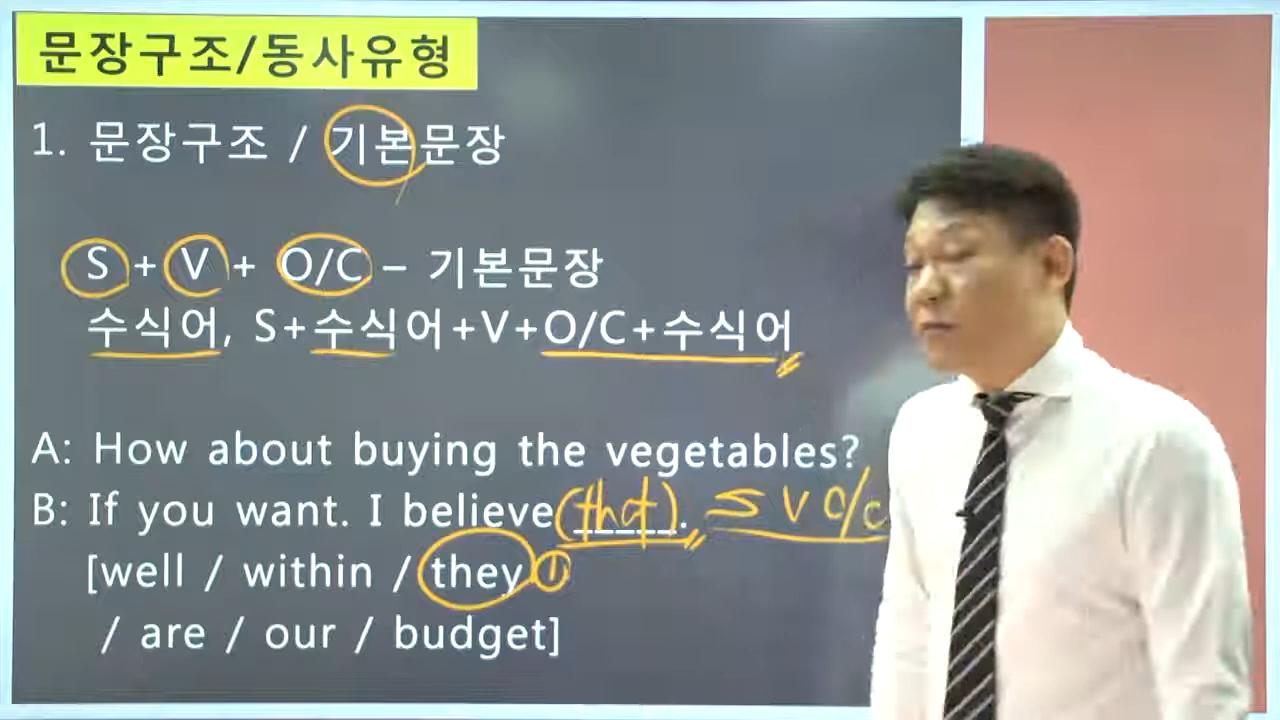 문장구조/동사유형
1. 문장구조 / 기본문장
S + V + O/C – 기본문장
수식어, S+수식어+V+O/C+수식어
A: How about buying the vegetables?
B: If you want. I believe (that) _____. S V O/C
[well / within / they ①
/ are / our / budget]